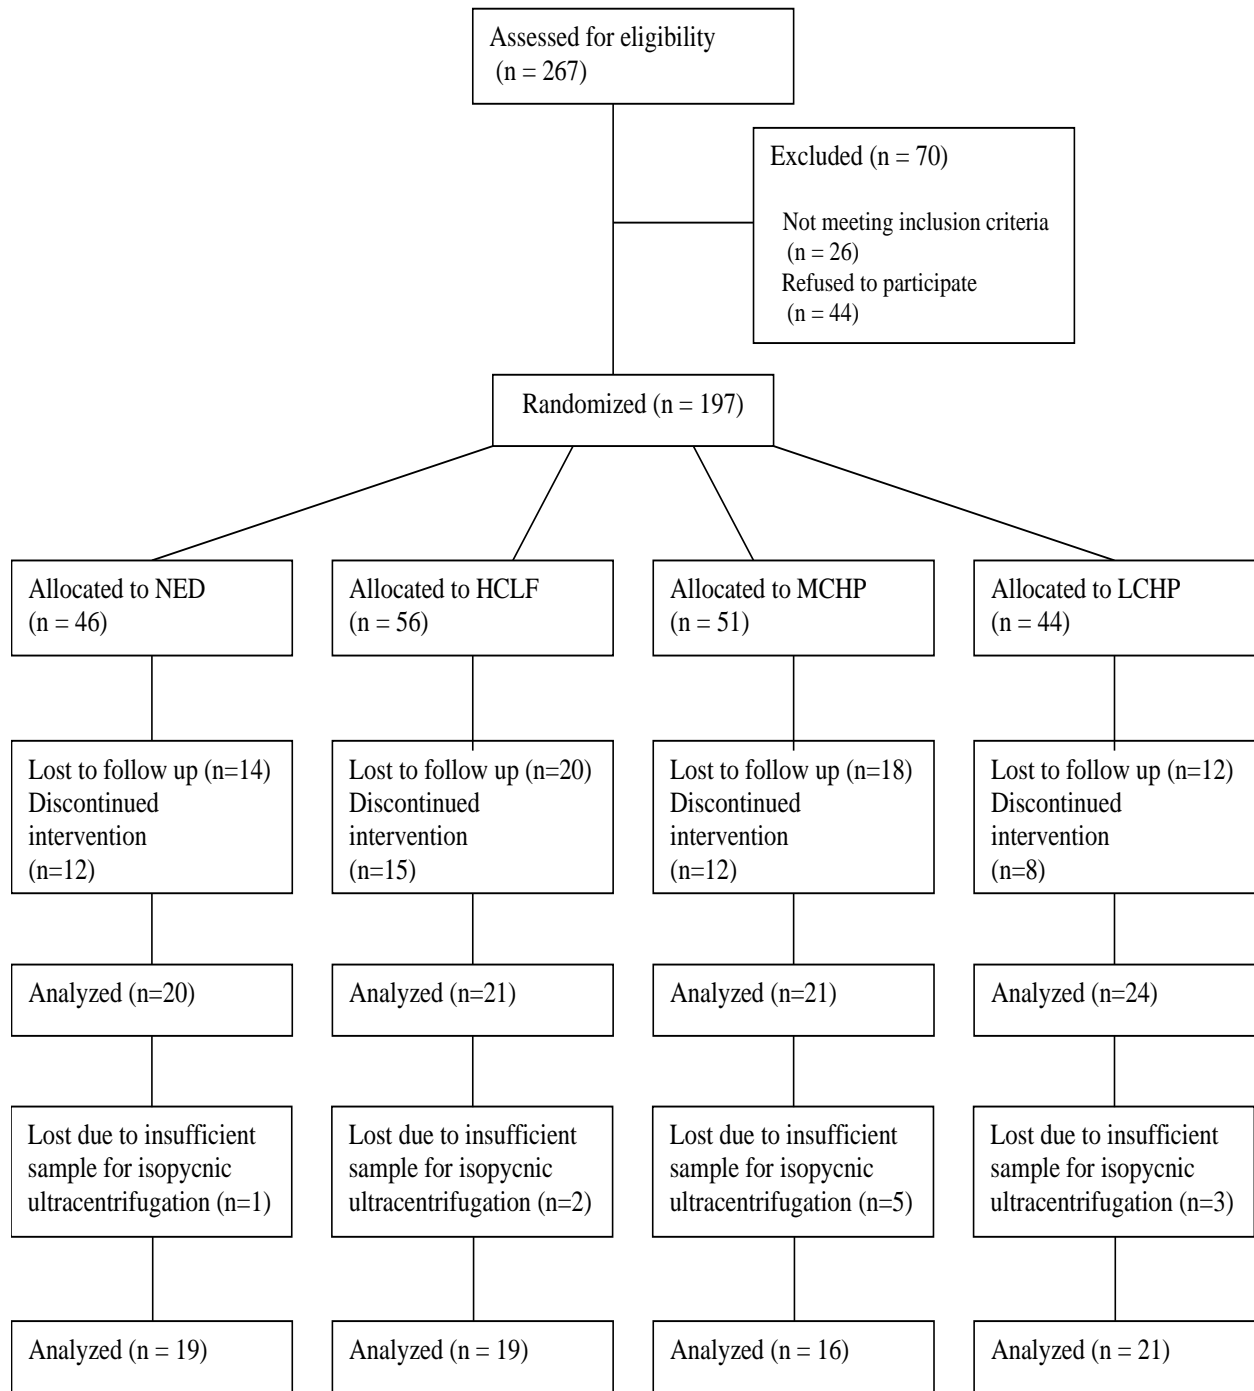 Assessed for eligibility
(n = 267)
Excluded (n = 70)
Not meeting inclusion criteria
(n = 26)
Refused to participate
(n = 44)
Randomized (n = 197)
Allocated to NED
(n = 46)
Allocated to HCLF
(n = 56)
Allocated to MCHP
(n = 51)
Allocated to LCHP
(n = 44)
Lost to follow up (n=14)
Discontinued
intervention
(n=12)
Lost to follow up (n=20)
Discontinued
intervention
(n=15)
Lost to follow up (n=18)
Discontinued
intervention
(n=12)
Lost to follow up (n=12)
Discontinued
intervention
(n=8)
Analyzed (n=20)
Analyzed (n=21)
Analyzed (n=21)
Analyzed (n=24)
Lost due to insufficient
sample for isopycnic
ultracentrifugation (n=1)
Lost due to insufficient
sample for isopycnic
ultracentrifugation (n=2)
Lost due to insufficient
sample for isopycnic
ultracentrifugation (n=5)
Lost due to insufficient
sample for isopycnic
ultracentrifugation (n=3)
Analyzed (n = 19)
Analyzed (n = 19)
Analyzed (n = 16)
Analyzed (n = 21)